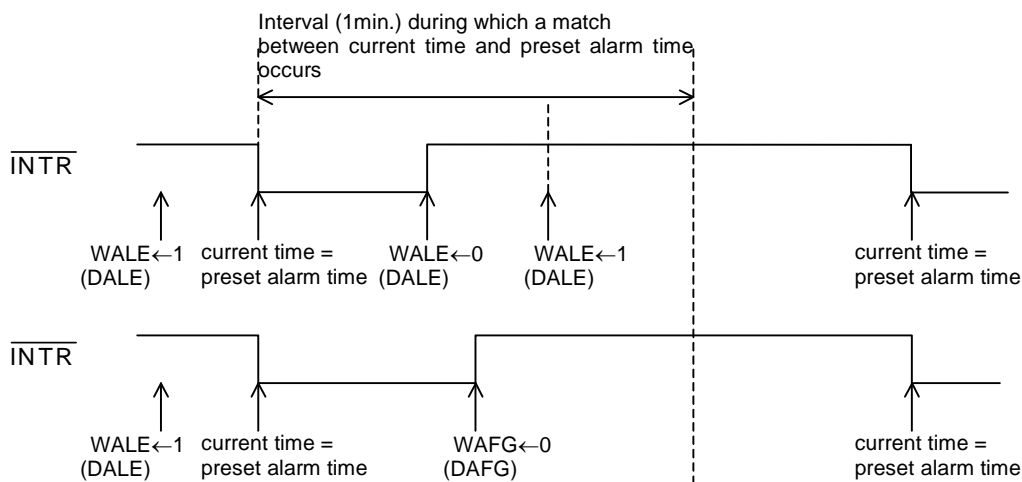 Interval (1min.) during which a match
between current time and preset alarm time
occurs
INTR
WALE←1 current time = WALE←0 WALE←1 current time =
(DALE) preset alarm time (DALE) (DALE) preset alarm time
INTR
WALE←1 current time = WAFG←0 current time =
(DALE) preset alarm time (DAFG) preset alarm time